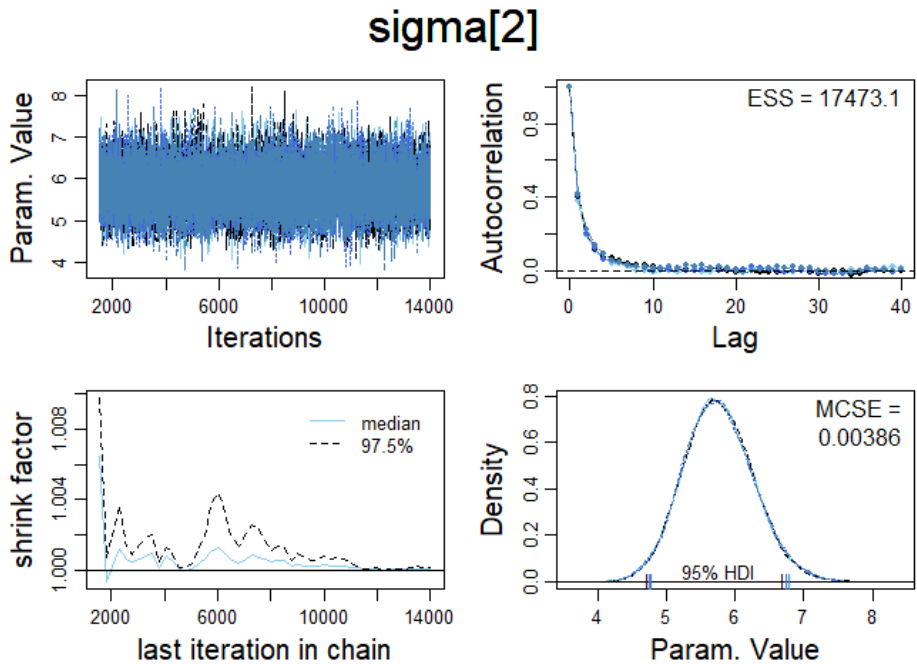 sigma[2]
Param. Value
4 5 6 7 8
2000 6000 10000 14000
Iterations
Autocorrelation
0.0 0.4 0.8
ESS = 17473.1
0 10 20 30 40
Lag
shrink factor
1.000 1.004 1.008
median
97.5%
2000 6000 10000 14000
last iteration in chain
Density
0.0 0.2 0.4 0.6 0.8
MCSE =
0.00386
95% HDI
4 5 6 7 8
Param. Value